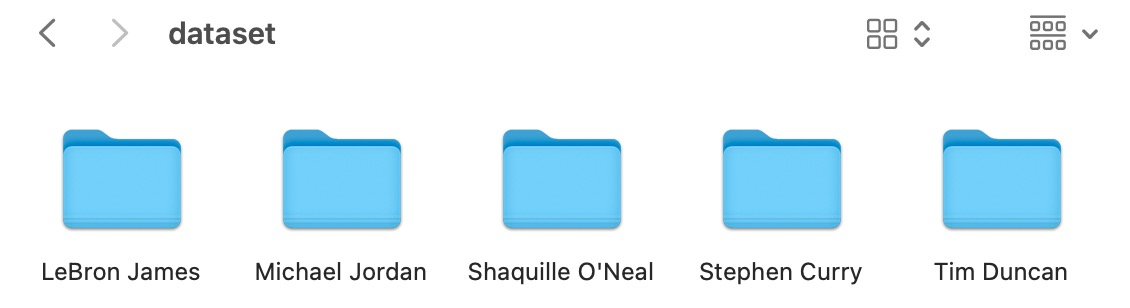 dataset
LeBron James Michael Jordan Shaquille O'Neal Stephen Curry Tim Duncan